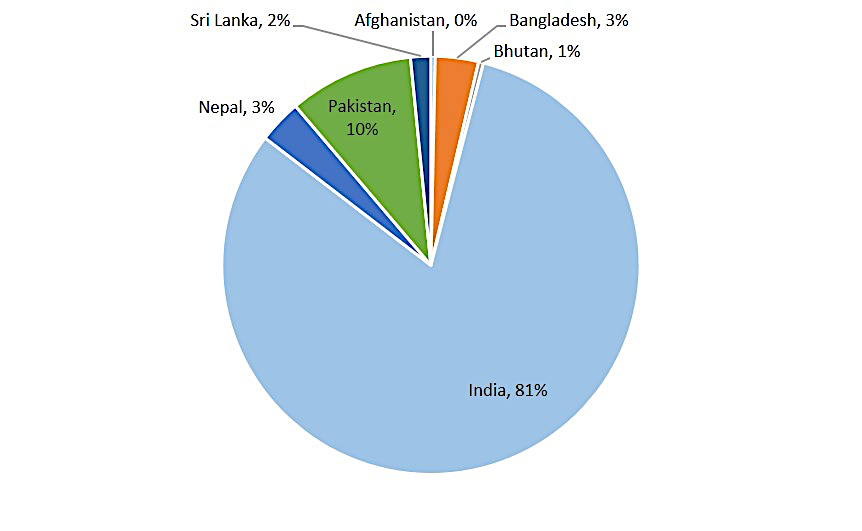 Sri Lanka, 2%
Afghanistan, 0%
Bangladesh, 3%
Bhutan, 1%
Nepal, 3%
Pakistan,
10%
India, 81%